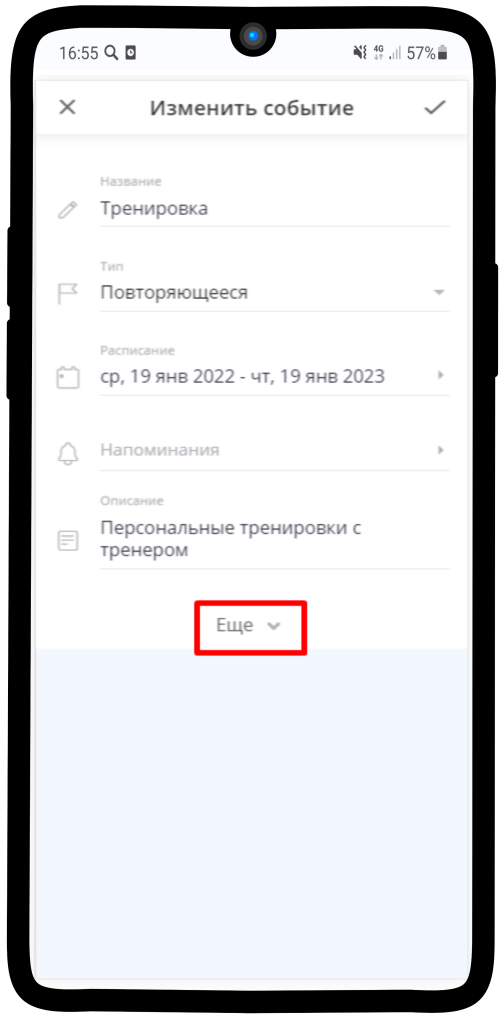 16:55 4G 57%
Изменить событие
Название
Тренировка
Тип
Повторяющееся
Расписание
ср, 19 янв 2022 - чт, 19 янв 2023
Напоминания
Описание
Персональные тренировки с
тренером
Еще